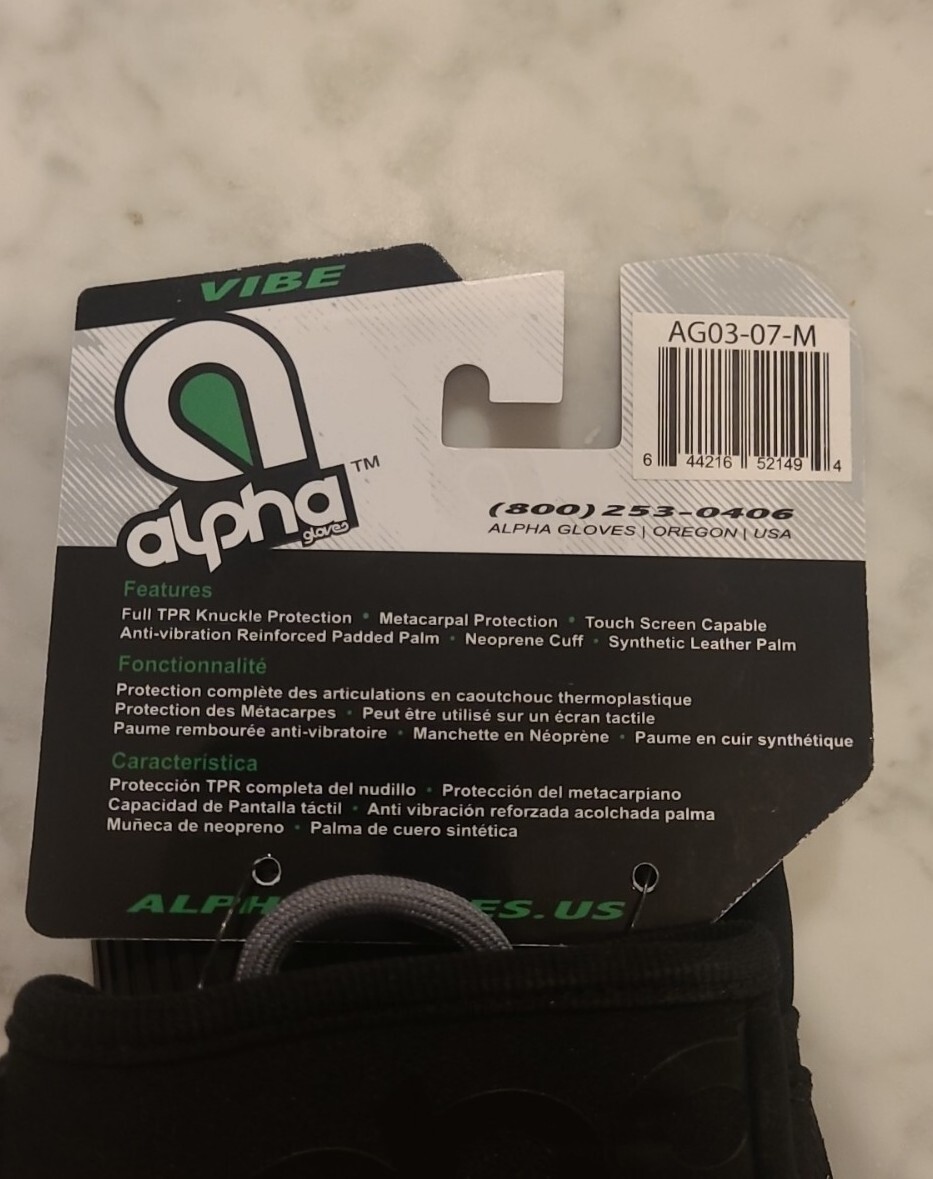 VIBE
AG03-07-M
6 44216 52149 4
alpha™
gloves
(800) 253-0406
ALPHA GLOVES | OREGON | USA
Features
Full TPR Knuckle Protection • Metacarpal Protection • Touch Screen Capable
Anti-vibration Reinforced Padded Palm • Neoprene Cuff • Synthetic Leather Palm
Fonctionnalité
Protection complète des articulations en caoutchouc thermoplastique
Protection des Métacarpes • Peut être utilisé sur un écran tactile
Paume rembourée anti-vibratoire • Manchette en Néoprène • Paume en cuir synthétique
Característica
Protección TPR completa del nudillo • Protección del metacarpiano
Capacidad de Pantalla táctil • Anti vibración reforzada acolchada palma
Muñeca de neopreno • Palma de cuero sintética